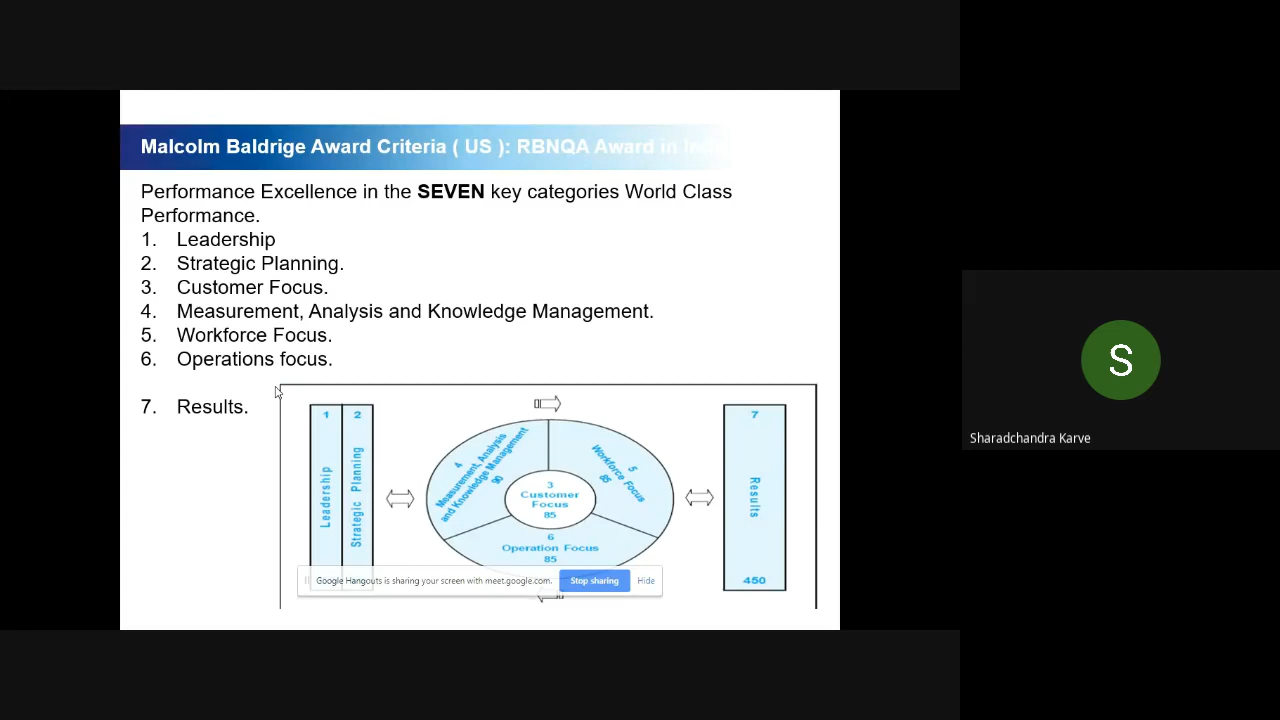 Malcolm Baldrige Award Criteria ( US ): RBNQA Award in
Performance Excellence in the SEVEN key categories World Class
Performance.
1. Leadership
2. Strategic Planning.
3. Customer Focus.
4. Measurement, Analysis and Knowledge Management.
5. Workforce Focus.
6. Operations focus.
7. Results.
1
Leadership
2
Strategic Planning
4
Measurement, Analysis
and Knowledge Management
90
5
Workforce Focus
85
3
Customer
Focus
85
6
Operation Focus
85
7
Results
450
Google Hangouts is sharing your screen with meet.google.com.
Stop sharing
Hide
S
Sharadchandra Karve